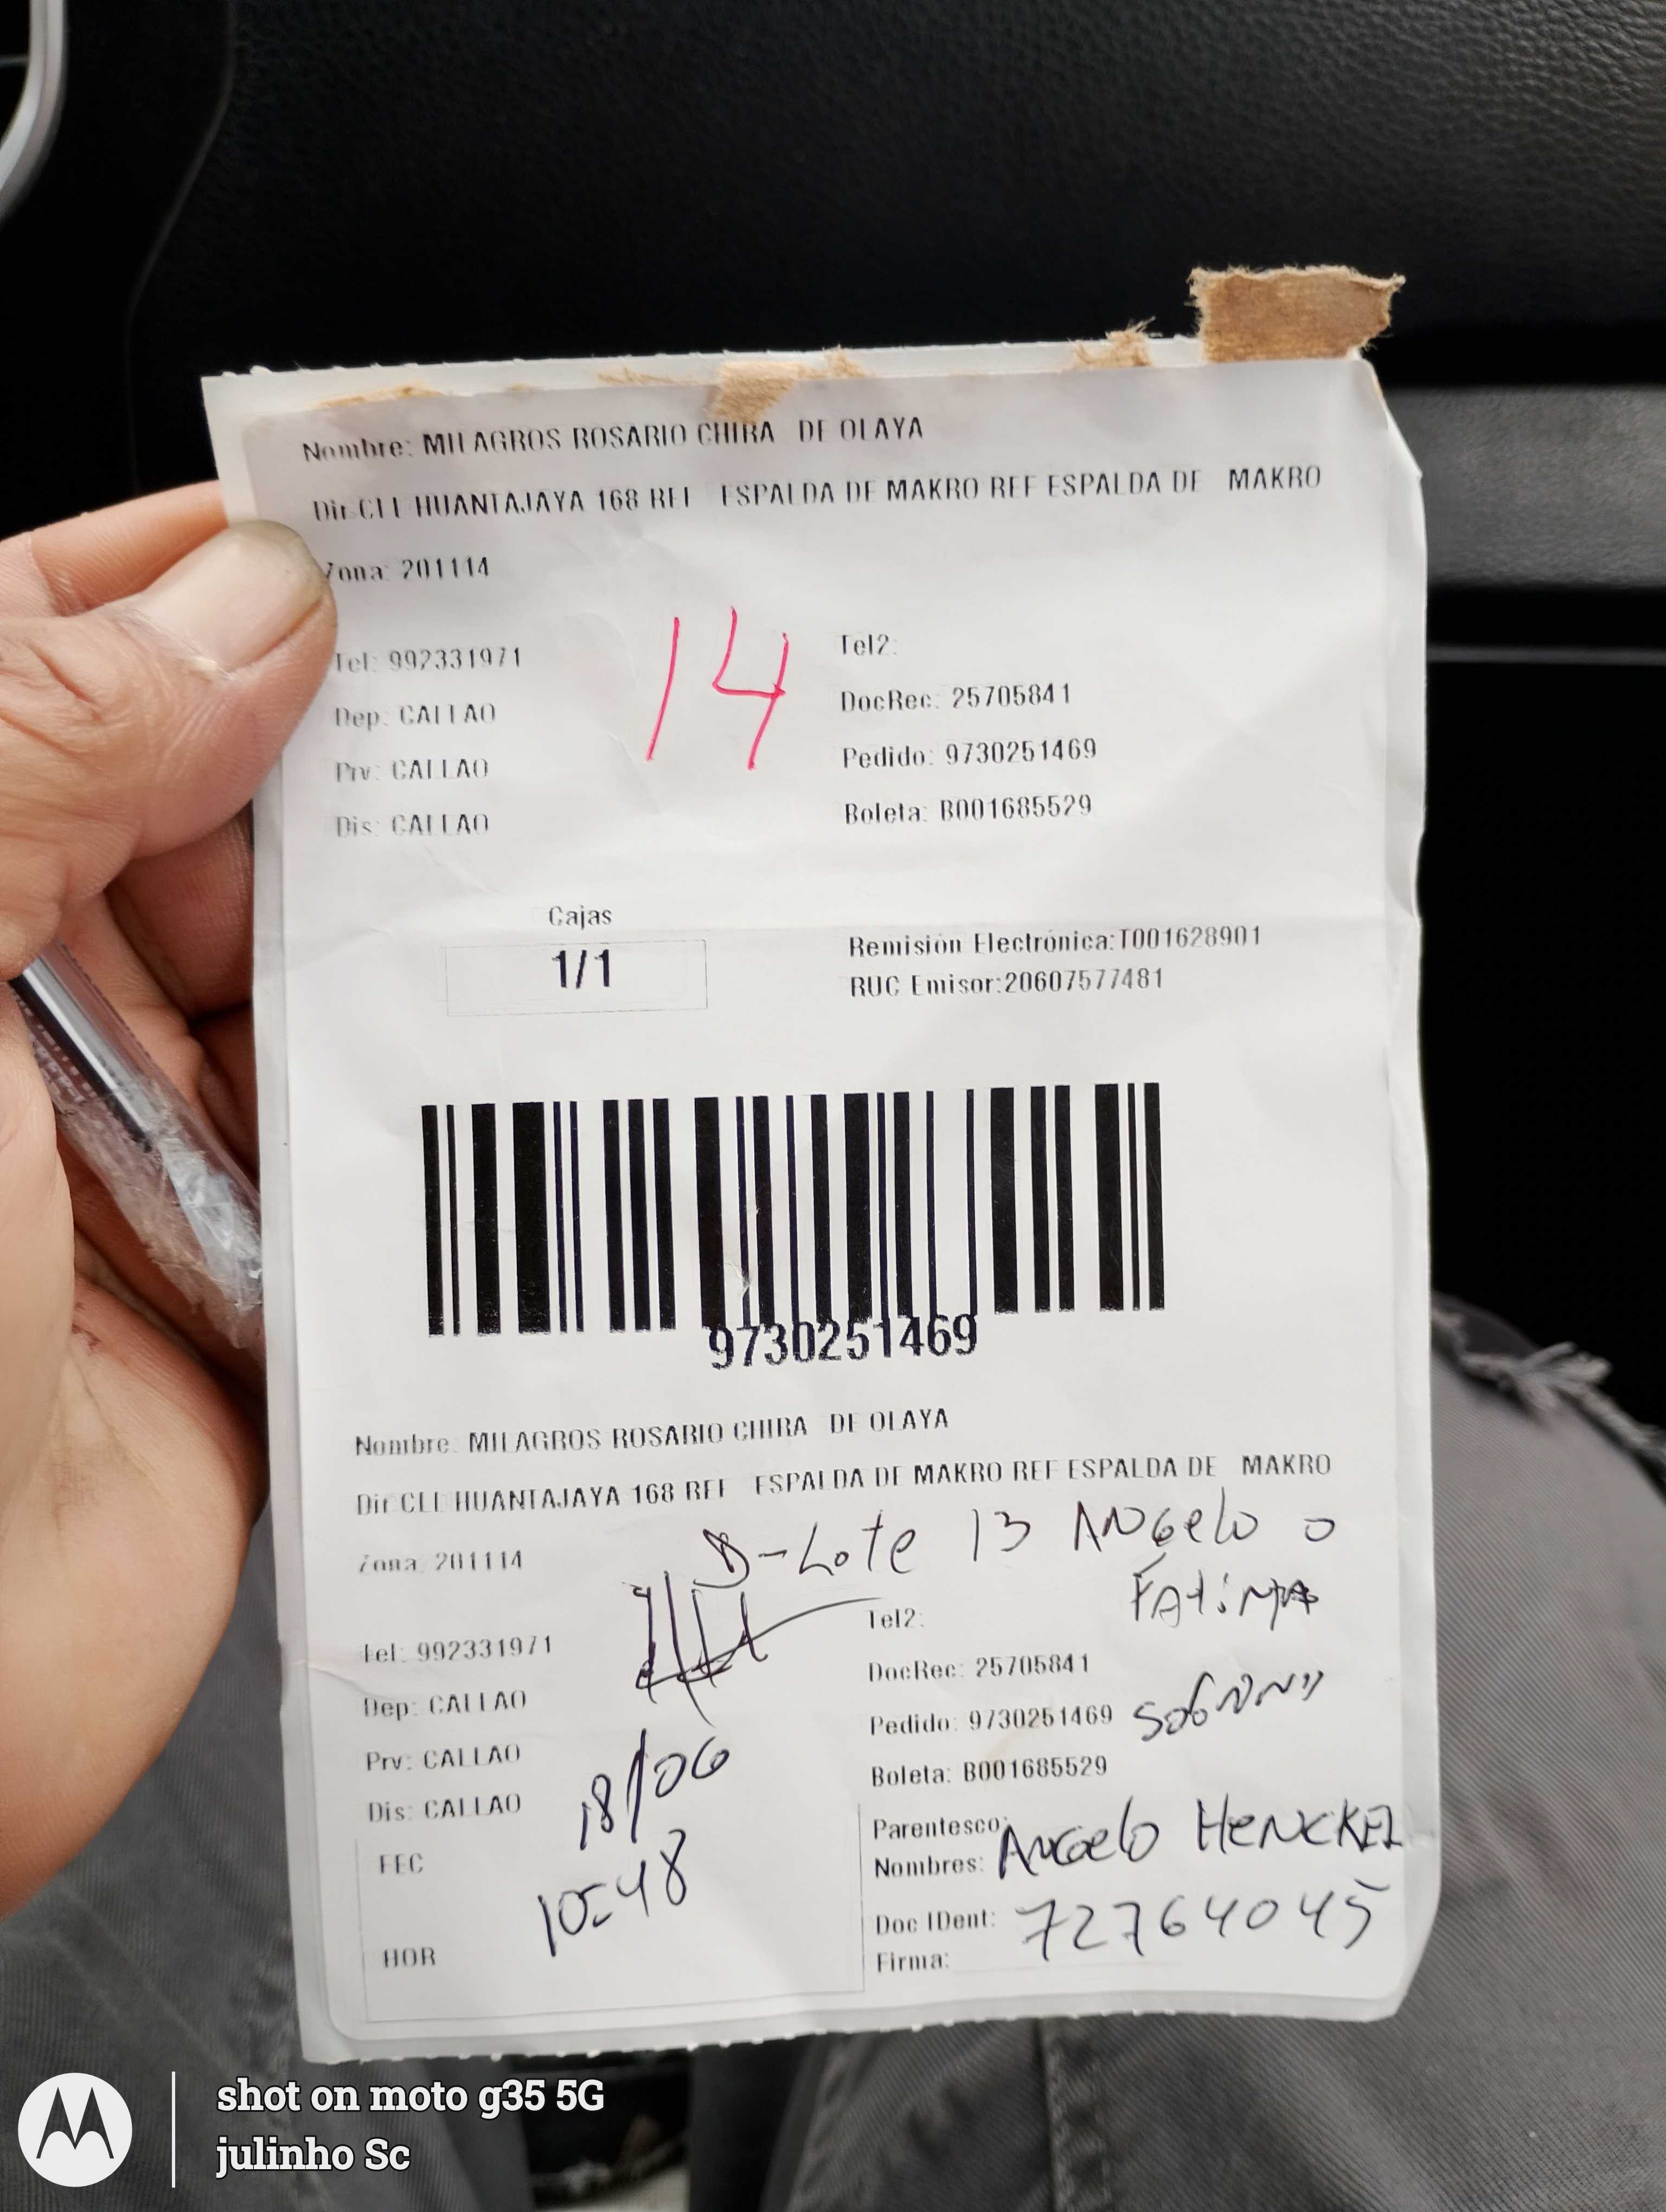 Nombre: MILAGROS ROSARIO CHIRA DE OLAYA
Dir:CLL HUANTAJAYA 168 REF ESPALDA DE MAKRO REF ESPALDA DE MAKRO
Zona: 201114
14
Tel: 992331971
Tel2:
Dep: CALLAO
DocRec: 25705841
Prv: CALLAO
Pedido: 9730251469
Dis: CALLAO
Boleta: B001685529
Cajas
1/1
Remisión Electrónica:T001628901
RUC Emisor:20607577481
9730251469
Nombre: MILAGROS ROSARIO CHIRA DE OLAYA
Dir:CLL HUANTAJAYA 168 REF ESPALDA DE MAKRO REF ESPALDA DE MAKRO
Zona: 201114
D-Lote 13 Angelo o
Fatima
Tel: 992331971
Tel2:
Dep: CALLAO
DocRec: 25705841
Prv: CALLAO
Pedido: 9730251469
Dis: CALLAO
Boleta: B001685529
18/06
FEC
10:48
HOR
Parentesco:
Nombres: Angelo Henckel
Doc IDent: 72764045
Firma:
shot on moto g35 5G
julinho Sc